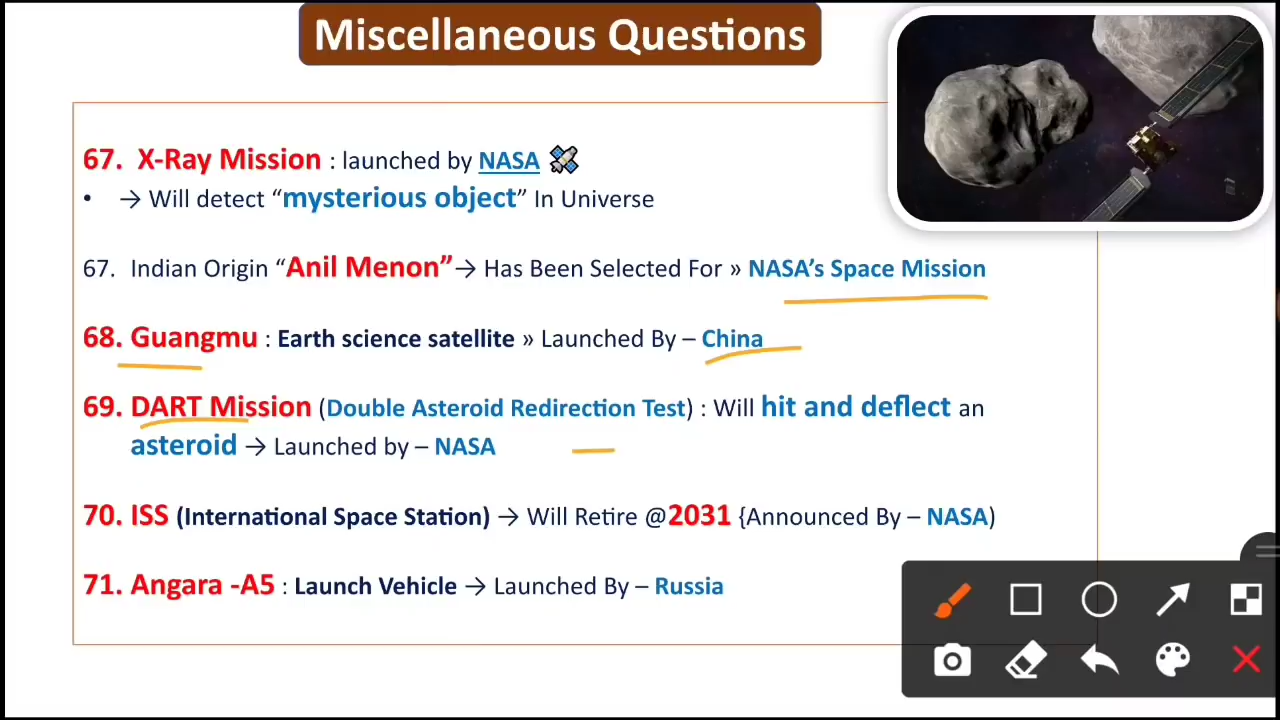 Miscellaneous Questions
67. X-Ray Mission : launched by NASA 🛰
• → Will detect “mysterious object” In Universe
67. Indian Origin “Anil Menon”→ Has Been Selected For » NASA’s Space Mission
68. Guangmu : Earth science satellite » Launched By – China
69. DART Mission (Double Asteroid Redirection Test) : Will hit and deflect an
asteroid → Launched by – NASA
70. ISS (International Space Station) → Will Retire @2031 {Announced By – NASA)
71. Angara -A5 : Launch Vehicle → Launched By – Russia